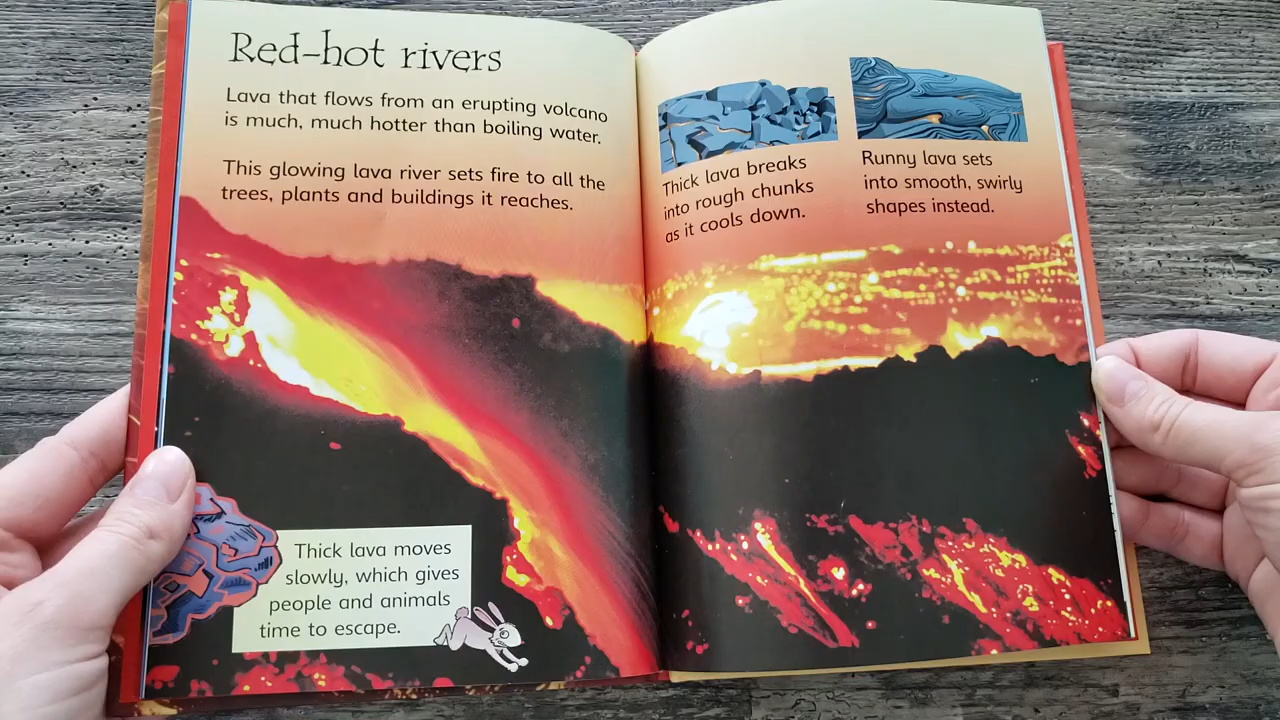 Red-hot rivers
Lava that flows from an erupting volcano
is much, much hotter than boiling water.
This glowing lava river sets fire to all the
trees, plants and buildings it reaches.
Thick lava moves
slowly, which gives
people and animals
time to escape.
Thick lava breaks
into rough chunks
as it cools down.
Runny lava sets
into smooth, swirly
shapes instead.